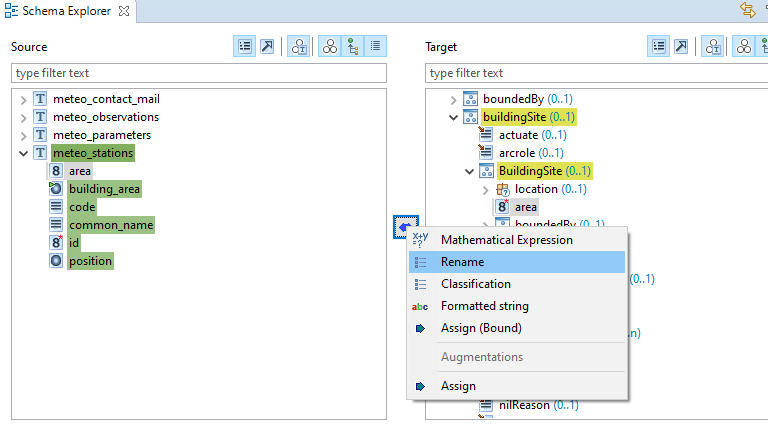 Schema Explorer
Source
Target
type filter text
type filter text
meteo_contact_mail
meteo_observations
meteo_parameters
meteo_stations
area
building_area
code
common_name
id
position
boundedBy (0..1)
buildingSite (0..1)
actuate (0..1)
arcrole (0..1)
BuildingSite (0..1)
location (0..1)
area
boundedBy (0..1)
Mathematical Expression
Rename
Classification
(0..1)
abc Formatted string
Assign (Bound)
n)
Augmentations
Assign
nilReason (0..1)